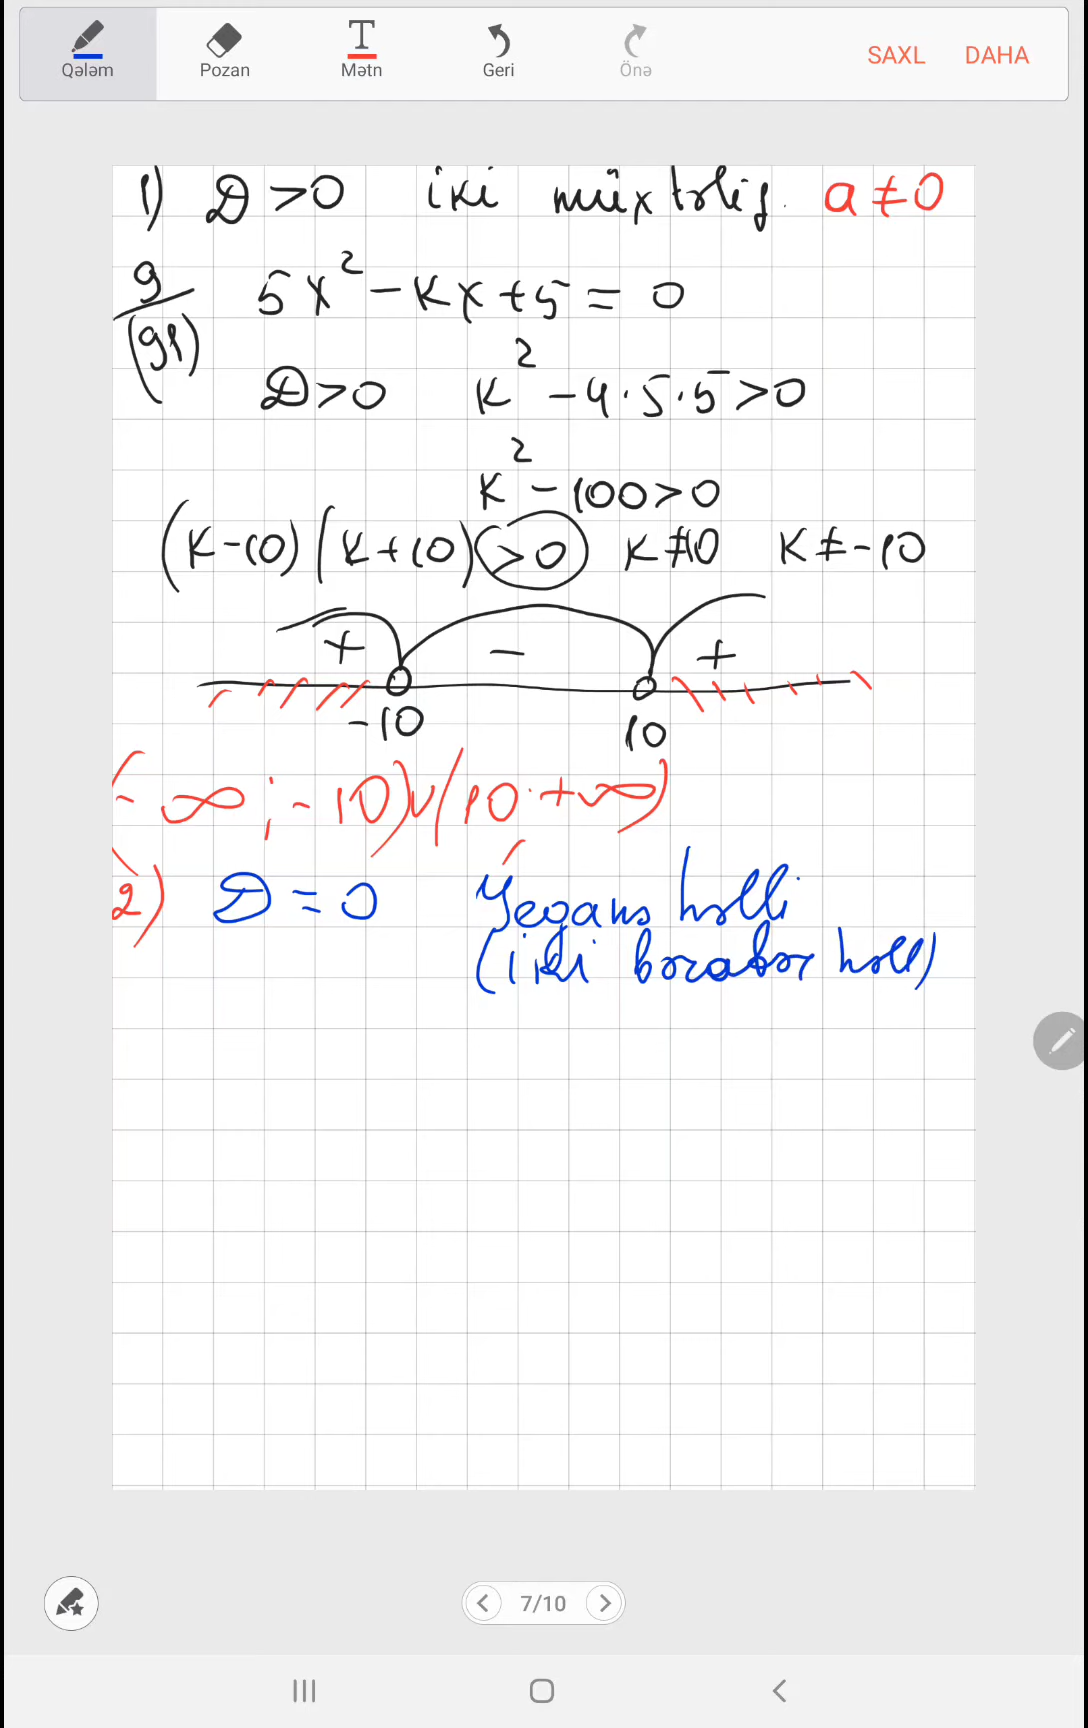 Qələm Pozan Mətn Geri Önə SAXL DAHA
1) D>0 iki müxtəlif. a≠0
9/(91) 5x²-kx+5=0
D>0 k²-4·5·5>0
k²-100>0
(k-10)(k+10)>0 k≠10 k≠-10
+ - +
-10 10
(-∞;-10)∪(10;+∞)
2) D=0 Yeganə həlli
(iki bərabər həll)
7/10